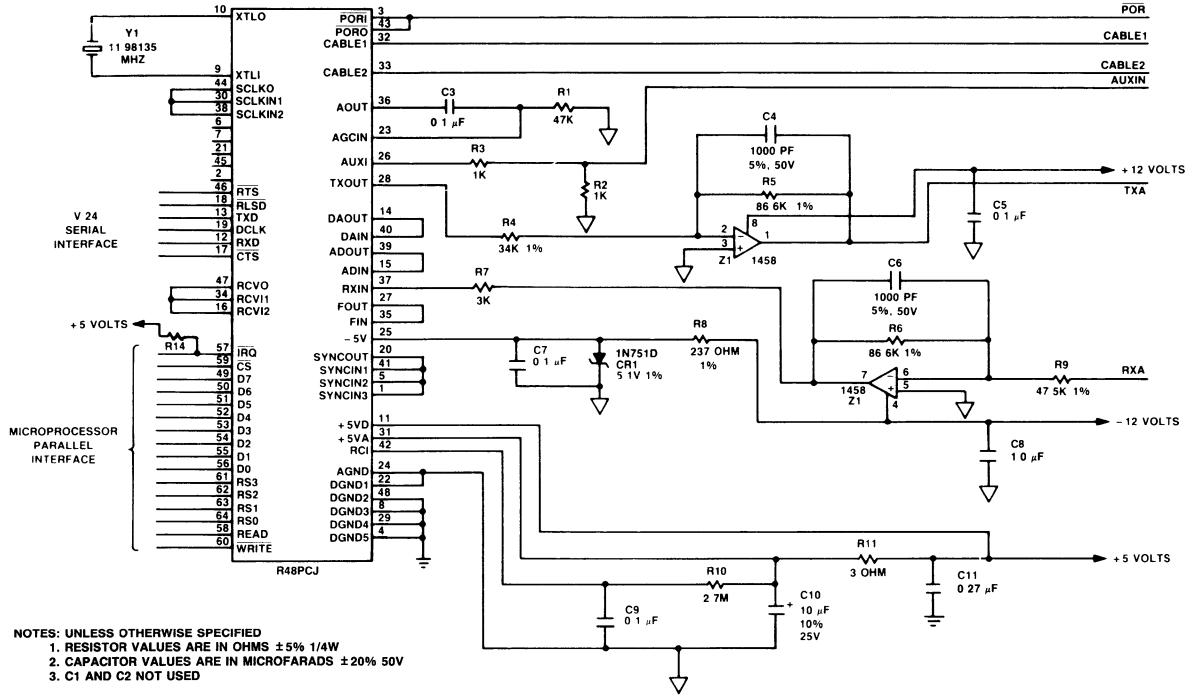 10 XTLO
Y1
11 98135
MHZ
9 XTLI
44 SCLKO
30 SCLKIN1
38 SCLKIN2
6
7
21
45
2
46 RTS
18 RLSD
13 TXD
19 DCLK
12 RXD
17 CTS
V 24
SERIAL
INTERFACE
47 RCVO
34 RCVI1
16 RCVI2
+5 VOLTS
R14
57 IRQ
59 CS
49 D7
50 D6
51 D5
52 D4
53 D3
54 D2
55 D1
56 D0
61 RS3
62 RS2
63 RS1
64 RS0
58 READ
60 WRITE
MICROPROCESSOR
PARALLEL
INTERFACE
R48PCJ
PORI 3
PORO 43
CABLE1 32
CABLE2 33
AOUT 36
AGCIN 23
AUXI 26
TXOUT 28
DAOUT 14
DAIN 40
ADOUT 39
ADIN 15
RXIN 37
FOUT 27
FIN 35
-5V 25
SYNCOUT 20
SYNCIN1 41
SYNCIN2 5
SYNCIN3 1
+5VD 11
+5VA 31
RCI 42
AGND 24
DGND1 22
DGND2 48
DGND3 8
DGND4 29
DGND5 4
POR
CABLE1
CABLE2
AUXIN
C3
0 1 µF
R1
47K
R3
1K
R2
1K
C4
1000 PF
5%, 50V
R5
86 6K 1%
R4
34K 1%
2
3
8
1
Z1 1458
+12 VOLTS
TXA
C5
0 1 µF
R7
3K
C6
1000 PF
5%, 50V
R6
86 6K 1%
7
6
5
4
1458
Z1
R9
47 5K 1%
RXA
R8
237 OHM
1%
C7
0 1 µF
1N751D
CR1
5 1V 1%
-12 VOLTS
C8
1 0 µF
R11
3 OHM
+5 VOLTS
R10
2 7M
C9
0 1 µF
+ C10
10 µF
10%
25V
C11
0 27 µF
NOTES: UNLESS OTHERWISE SPECIFIED
1. RESISTOR VALUES ARE IN OHMS ±5% 1/4W
2. CAPACITOR VALUES ARE IN MICROFARADS ±20% 50V
3. C1 AND C2 NOT USED